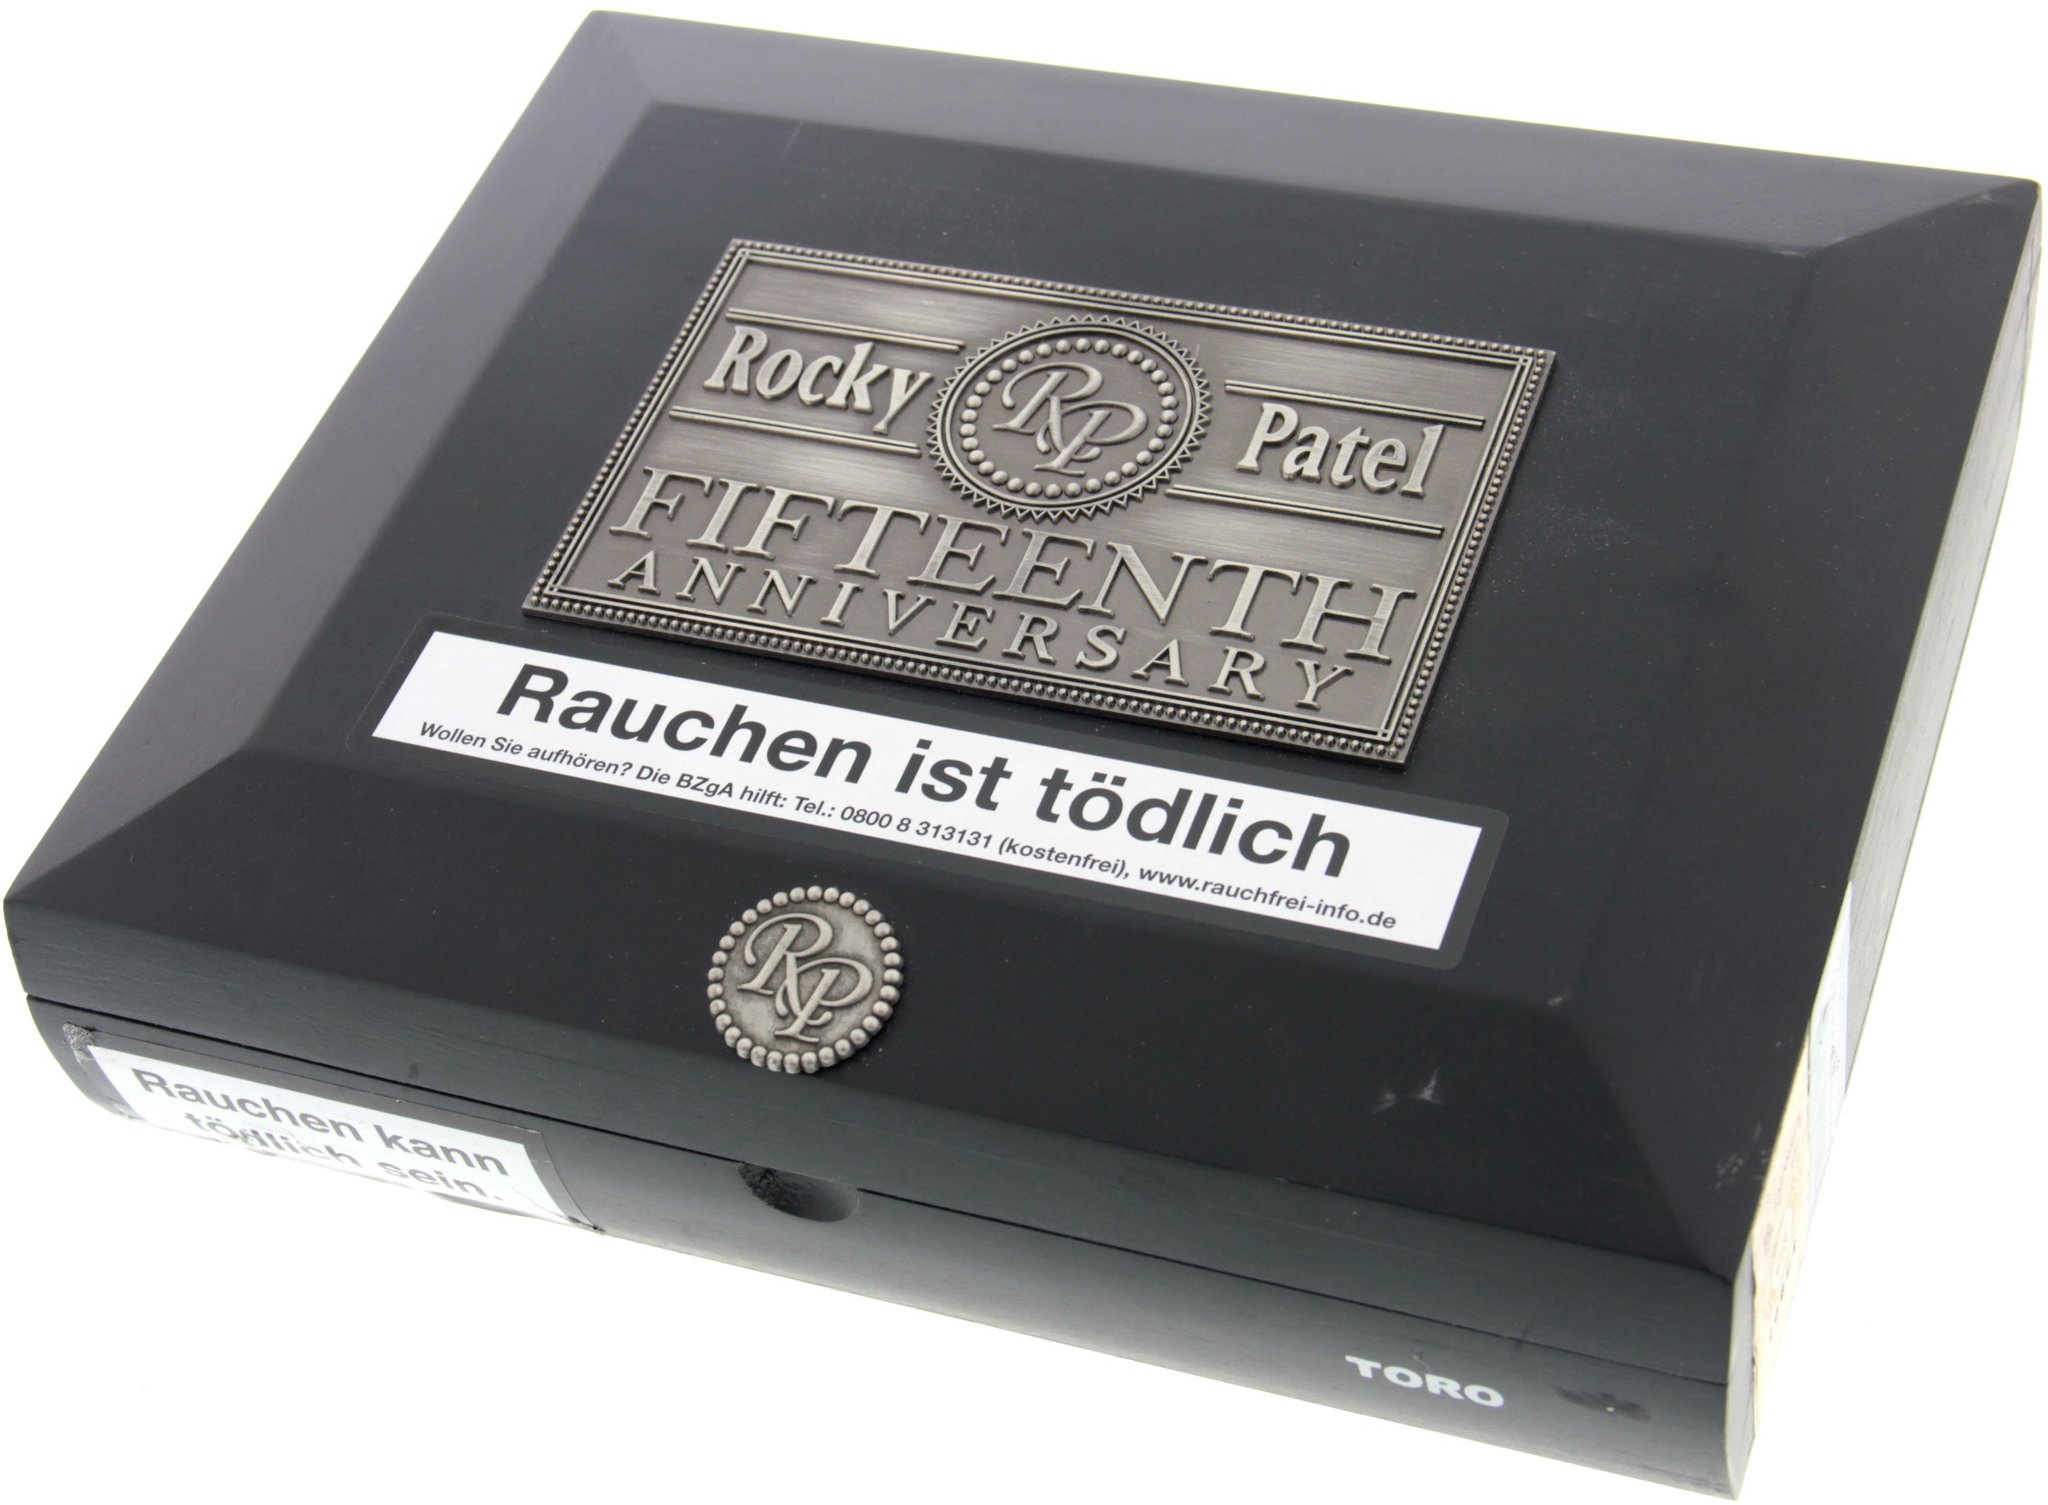 Rocky RP Patel
FIFTEENTH
ANNIVERSARY
Rauchen ist tödlich
Wollen Sie aufhören? Die BZgA hilft: Tel.: 0800 8 313131 (kostenfrei), www.rauchfrei-info.de
RP
Rauchen kann
tödlich sein.
TORO